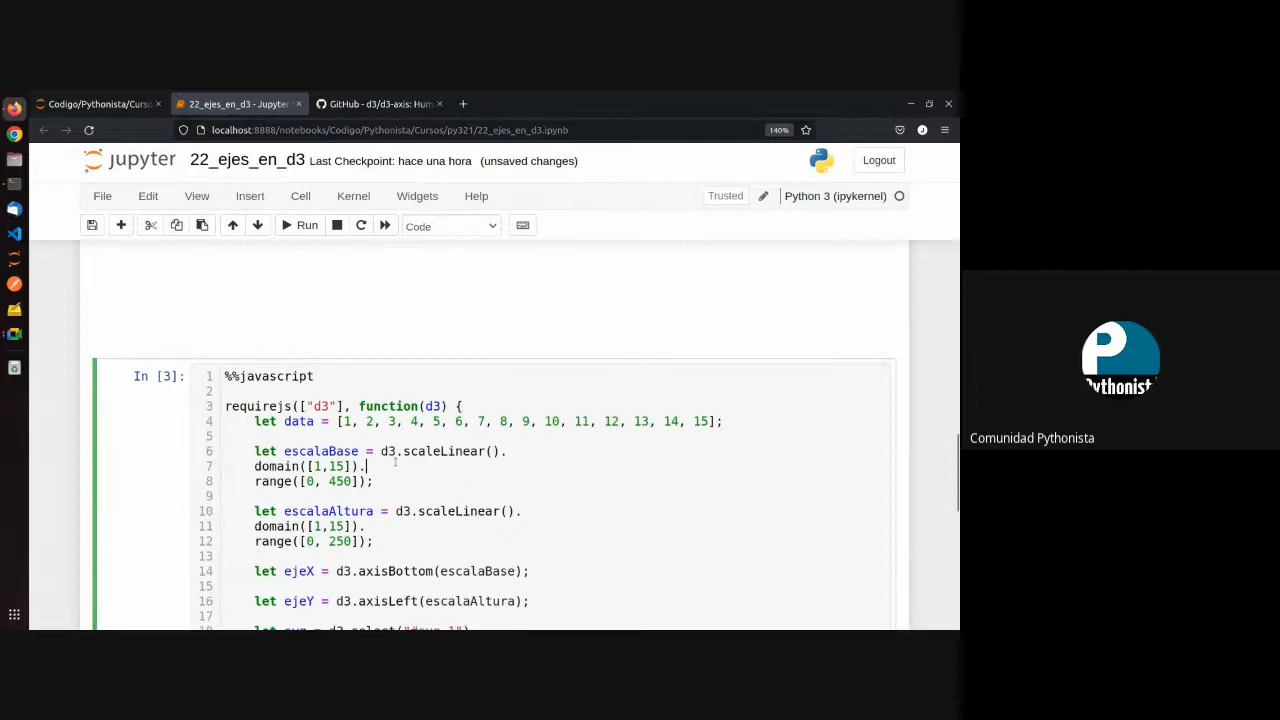 Codigo/Pythonista/Curso
22_ejes_en_d3 - Jupyter
GitHub - d3/d3-axis: Hum
localhost:8888/notebooks/Codigo/Pythonista/Cursos/py321/22_ejes_en_d3.ipynb
140%
jupyter 22_ejes_en_d3 Last Checkpoint: hace una hora (unsaved changes)
Logout
File Edit View Insert Cell Kernel Widgets Help
Trusted
Python 3 (ipykernel)
Run
Code
In [3]:
1 %%javascript
2
3 requirejs(["d3"], function(d3) {
4 let data = [1, 2, 3, 4, 5, 6, 7, 8, 9, 10, 11, 12, 13, 14, 15];
5
6 let escalaBase = d3.scaleLinear().
7 domain([1,15]).
8 range([0, 450]);
9
10 let escalaAltura = d3.scaleLinear().
11 domain([1,15]).
12 range([0, 250]);
13
14 let ejeX = d3.axisBottom(escalaBase);
15
16 let ejeY = d3.axisLeft(escalaAltura);
17
Pythonist
Comunidad Pythonista